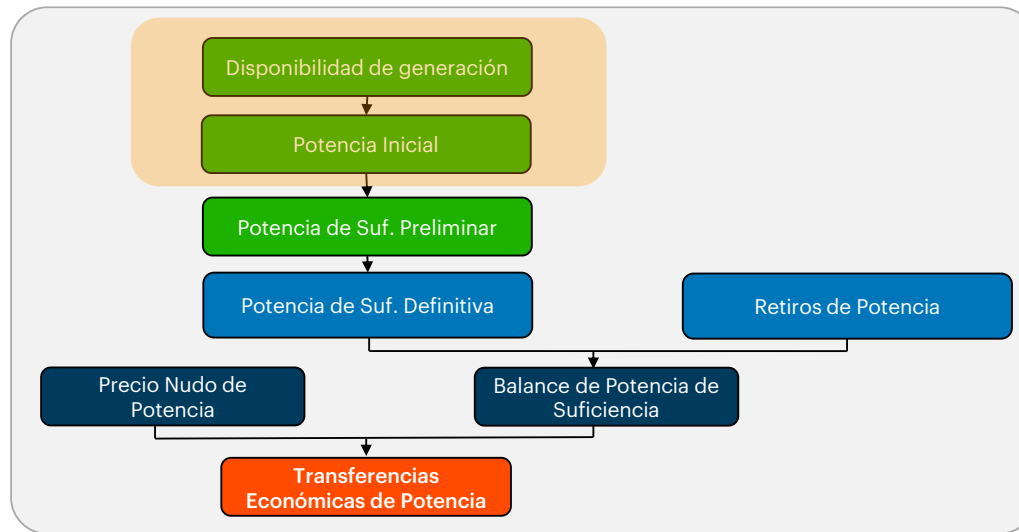 Disponibilidad de generación
Potencia Inicial
Potencia de Suf. Preliminar
Potencia de Suf. Definitiva
Retiros de Potencia
Precio Nudo de
Potencia
Balance de Potencia de
Suficiencia
Transferencias
Económicas de Potencia